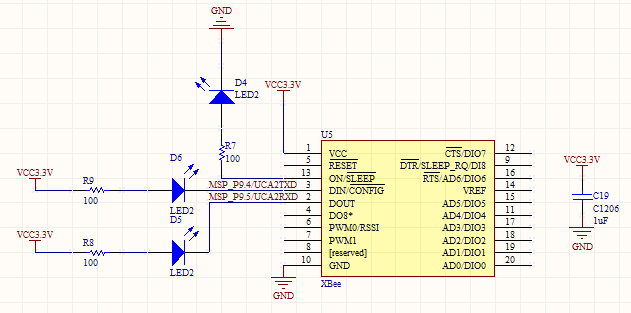 GND
D4
LED2
VCC3.3V
R7
100
U5
1 VCC CTS/DIO7 12
5 RESET DTR/SLEEP_RQ/DI8 9
13 ON/SLEEP RTS/AD6/DIO6 16
MSP_P9.4/UCA2TXD 3 DIN/CONFIG VREF 14
MSP_P9.5/UCA2RXD 2 DOUT AD5/DIO5 15
4 DO8* AD4/DIO4 11
6 PWM0/RSSI AD3/DIO3 17
7 PWM1 AD2/DIO2 18
8 [reserved] AD1/DIO1 19
10 GND AD0/DIO0 20
XBee
GND
D6
VCC3.3V
R9
100
LED2
D5
VCC3.3V
R8
100
LED2
VCC3.3V
C19
C1206
1uF
GND